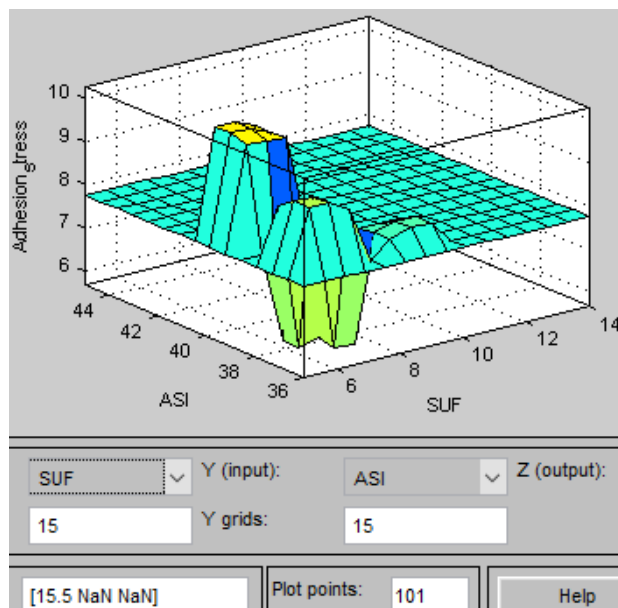 10
9
8
7
6
Adhesion_stress
44
42
40
38
36
ASI
6
8
10
12
14
SUF
SUF Y (input): ASI Z (output):
15 Y grids: 15
[15.5 NaN NaN] Plot points: 101 Help